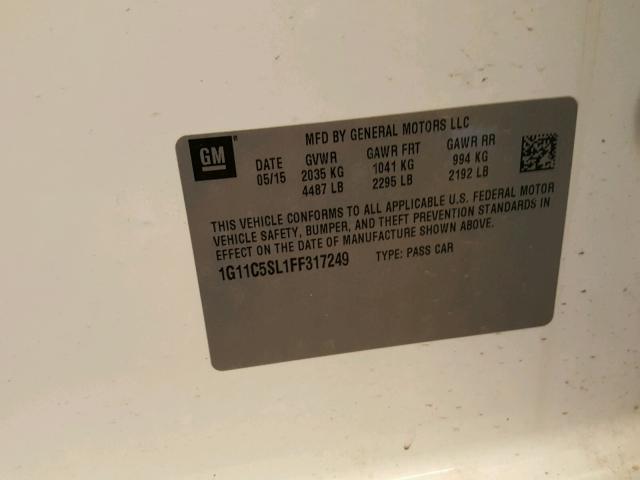 GM
MFD BY GENERAL MOTORS LLC
DATE GVWR GAWR FRT GAWR RR
05/15 2035 KG 1041 KG 994 KG
4487 LB 2295 LB 2192 LB
THIS VEHICLE CONFORMS TO ALL APPLICABLE U.S. FEDERAL MOTOR
VEHICLE SAFETY, BUMPER, AND THEFT PREVENTION STANDARDS IN
EFFECT ON THE DATE OF MANUFACTURE SHOWN ABOVE.
1G11C5SL1FF317249 TYPE: PASS CAR